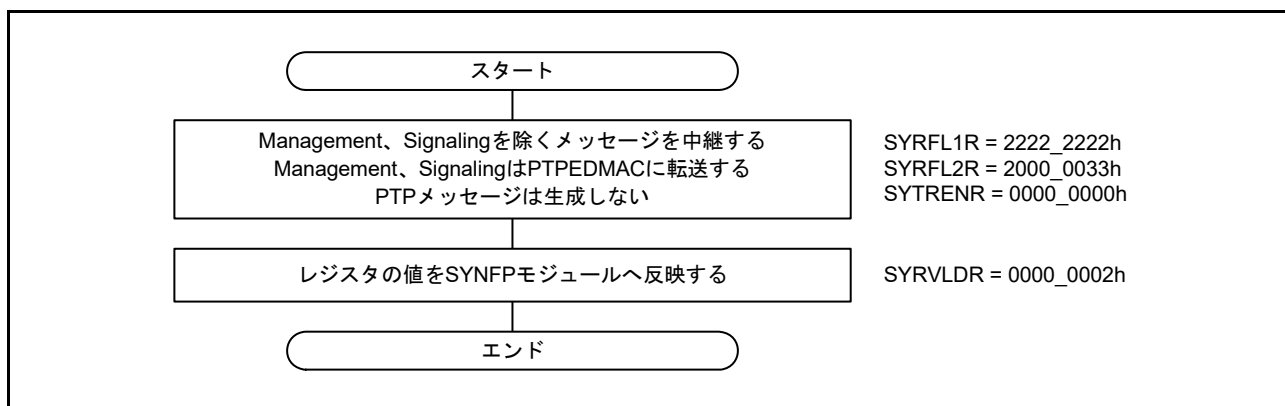 スタート
Management、Signalingを除くメッセージを中継する
Management、SignalingはPTPEDMACに転送する
PTPメッセージは生成しない
SYRFL1R = 2222_2222h
SYRFL2R = 2000_0033h
SYTRENR = 0000_0000h
レジスタの値をSYNFPモジュールへ反映する
SYRVLDR = 0000_0002h
エンド